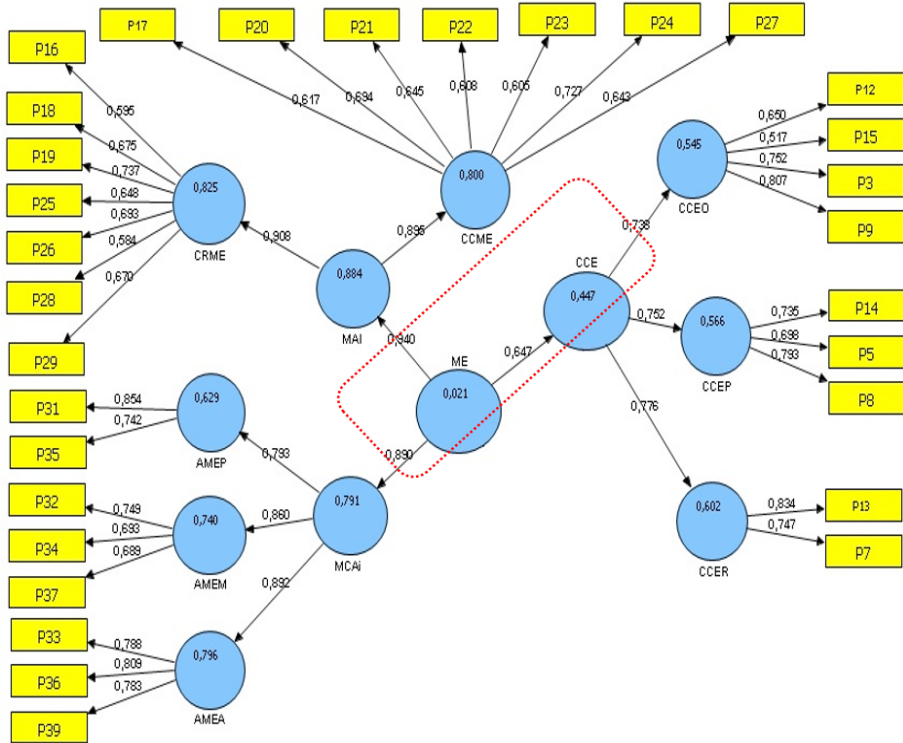 P17
P20
P21
P22
P23
P24
P27
P16
P18
P19
P25
P26
P28
P29
0,595
0,675
0,737
0,648
0,693
0,584
0,670
0,617
0,694
0,645
0,608
0,605
0,727
0,643
0,825
CRME
0,800
CCME
0,908
0,895
0,884
MAI
0,940
0,545
CCEO
0,650
0,517
0,752
0,807
P12
P15
P3
P9
0,738
CCE
0,447
0,752
0,566
CCEP
0,735
0,698
0,793
P14
P5
P8
ME
0,021
0,647
0,776
0,890
P31
P35
0,854
0,742
0,629
AMEP
0,793
P32
P34
P37
0,749
0,693
0,689
0,740
AMEM
0,860
0,791
MCAi
0,892
P33
P36
P39
0,788
0,809
0,783
0,796
AMEA
0,602
CCER
0,834
0,747
P13
P7